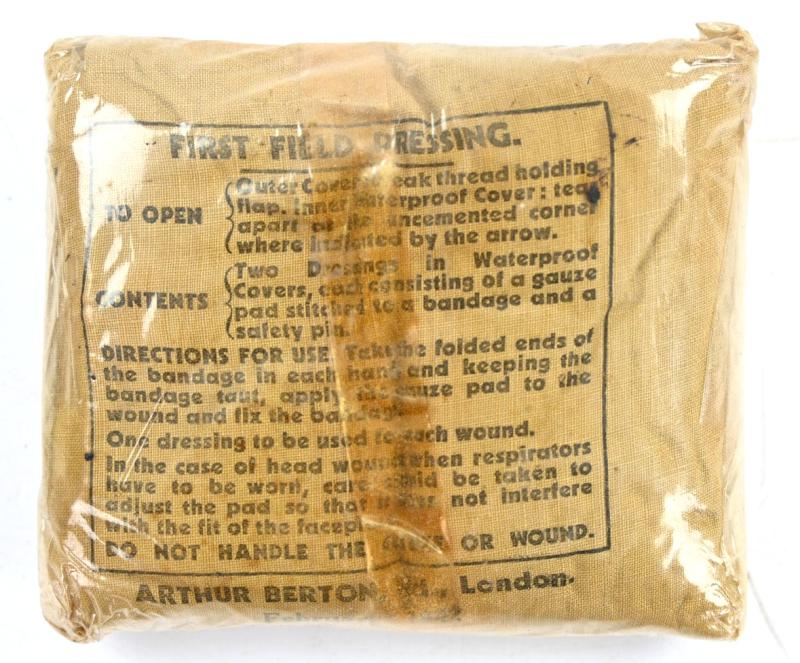 FIRST FIELD DRESSING.
TO OPEN
Outer Cover: break thread holding
flap. Inner waterproof Cover: tear
apart at the uncemented corner
where indicated by the arrow.
CONTENTS
Two Dressings in Waterproof
Covers, each consisting of a gauze
pad stitched to a bandage and a
safety pin.
DIRECTIONS FOR USE. Take the folded ends of
the bandage in each hand and keeping the
bandage taut, apply the gauze pad to the
wound and fix the bandage.
One dressing to be used to each wound.
In the case of head wounds when respirators
have to be worn, care should be taken to
adjust the pad so that it does not interfere
with the fit of the facepiece.
DO NOT HANDLE THE GAUZE OR WOUND.
ARTHUR BERTON, Ltd., London.